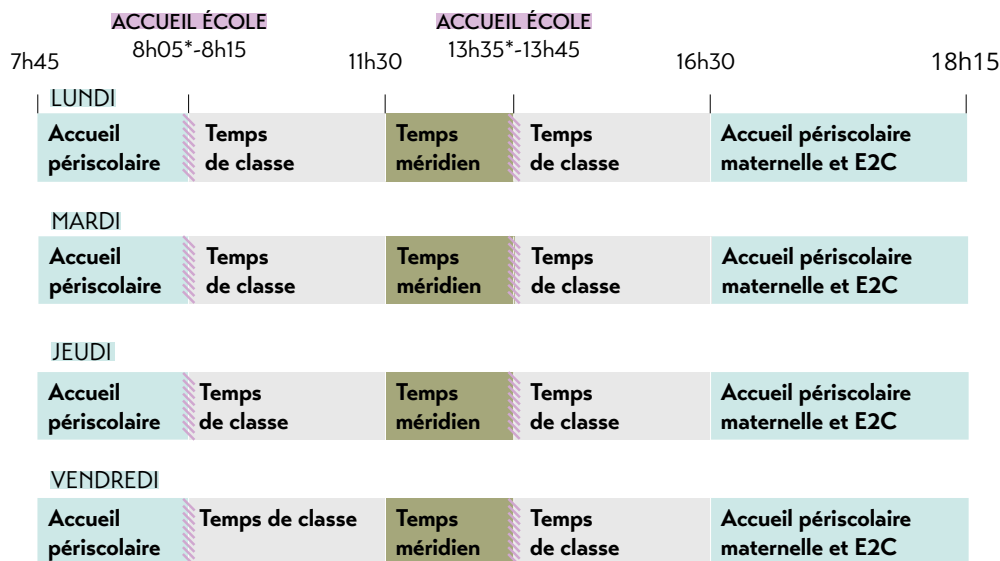 ACCUEIL ÉCOLE ACCUEIL ÉCOLE
7h45 8h05*-8h15 11h30 13h35*-13h45 16h30 18h15
LUNDI
Accueil Temps Temps Temps Accueil périscolaire
périscolaire de classe méridien de classe maternelle et E2C
MARDI
Accueil Temps Temps Temps Accueil périscolaire
périscolaire de classe méridien de classe maternelle et E2C
JEUDI
Accueil Temps Temps Temps Accueil périscolaire
périscolaire de classe méridien de classe maternelle et E2C
VENDREDI
Accueil Temps de classe Temps Temps Accueil périscolaire
périscolaire méridien de classe maternelle et E2C